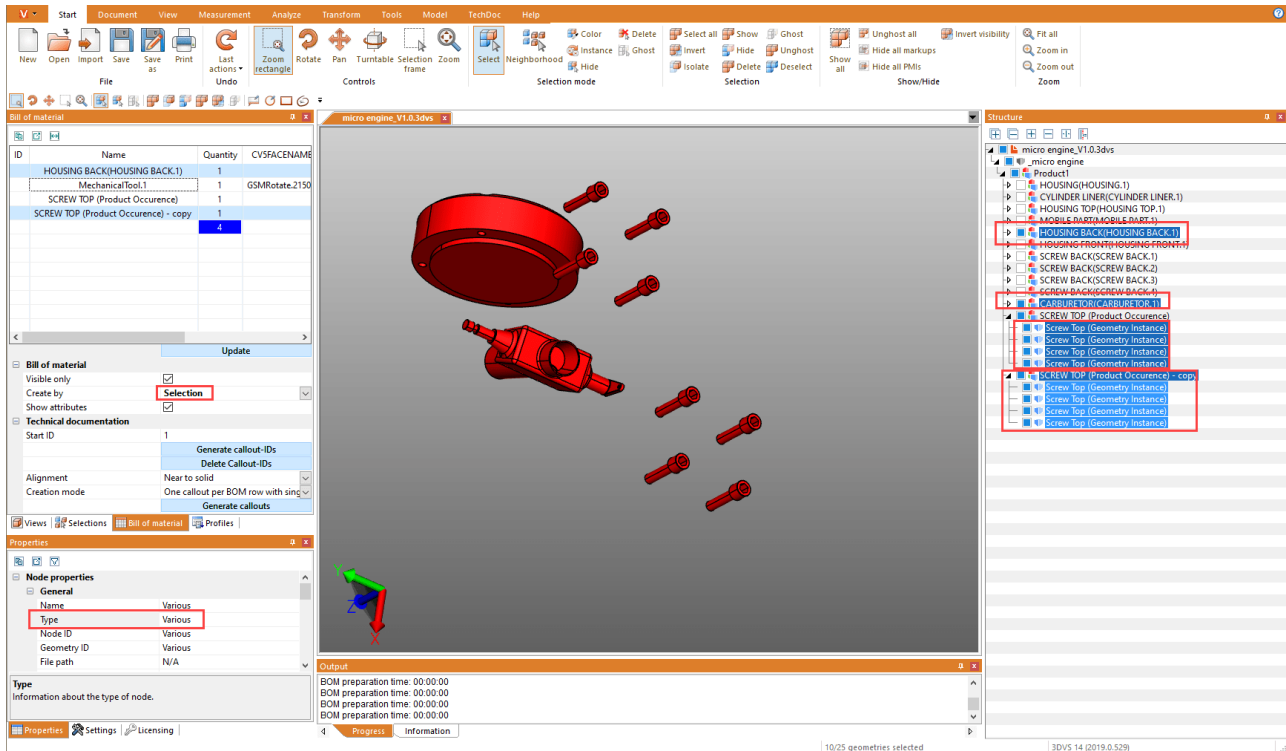 V
Start Document View Measurement Analyze Transform Tools Model TechDoc Help
New Open Import Save Save as Print
File
Last actions
Undo
Zoom rectangle Rotate Pan Turntable Selection frame Zoom
Controls
Select Neighborhood
Color Delete
Instance Ghost
Hide
Selection mode
Select all Show Ghost
Invert Hide Unghost
Isolate Delete Deselect
Selection
Show all
Unghost all Invert visibility
Hide all markups
Hide all PMIs
Show/Hide
Fit all
Zoom in
Zoom out
Zoom
Bill of material
ID Name Quantity CV5FACENAME
HOUSING BACK(HOUSING BACK.1) 1
MechanicalTool.1 1 GSMRotate.2150
SCREW TOP (Product Occurence) 1
SCREW TOP (Product Occurence) - copy 1
4
Update
Bill of material
Visible only
Create by Selection
Show attributes
Technical documentation
Start ID 1
Generate callout-IDs
Delete Callout-IDs
Alignment Near to solid
Creation mode One callout per BOM row with sing
Generate callouts
Views Selections Bill of material Profiles
Properties
Node properties
General
Name Various
Type Various
Node ID Various
Geometry ID Various
File path N/A
Type
Information about the type of node.
Properties Settings Licensing
micro engine_V1.0.3dvs
Y
Z
X
Output
BOM preparation time: 00:00:00
BOM preparation time: 00:00:00
BOM preparation time: 00:00:00
BOM preparation time: 00:00:00
Progress Information
Structure
micro engine_V1.0.3dvs
_micro engine
Product1
HOUSING(HOUSING.1)
CYLINDER LINER(CYLINDER LINER.1)
HOUSING TOP(HOUSING TOP.1)
MOBILE PART(MOBILE PART.1)
HOUSING BACK(HOUSING BACK.1)
HOUSING FRONT(HOUSING FRONT.1)
SCREW BACK(SCREW BACK.1)
SCREW BACK(SCREW BACK.2)
SCREW BACK(SCREW BACK.3)
SCREW BACK(SCREW BACK.4)
CARBURETOR(CARBURETOR.1)
SCREW TOP (Product Occurence)
Screw Top (Geometry Instance)
Screw Top (Geometry Instance)
Screw Top (Geometry Instance)
Screw Top (Geometry Instance)
SCREW TOP (Product Occurence) - copy
Screw Top (Geometry Instance)
Screw Top (Geometry Instance)
Screw Top (Geometry Instance)
Screw Top (Geometry Instance)
10/25 geometries selected
3DVS 14 (2019.0.529)